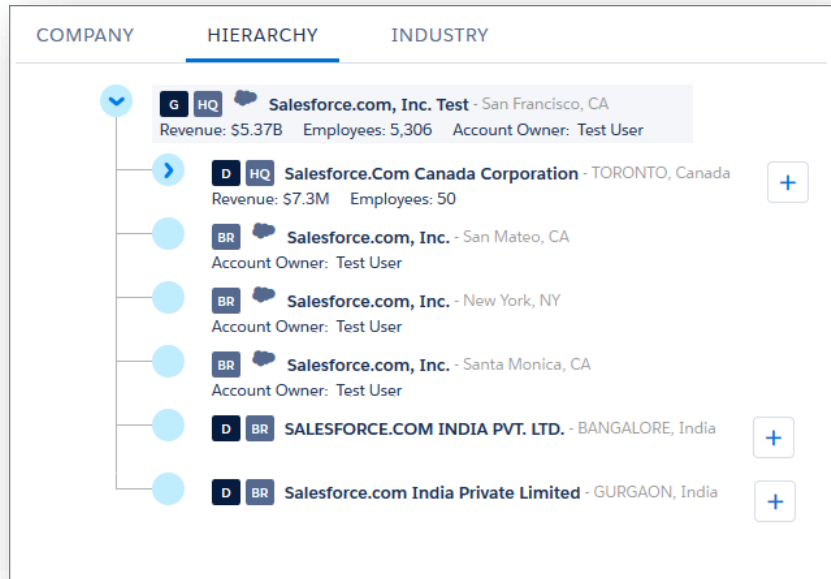 COMPANY HIERARCHY INDUSTRY
G HQ Salesforce.com, Inc. Test - San Francisco, CA
Revenue: $5.37B Employees: 5,306 Account Owner: Test User
D HQ Salesforce.Com Canada Corporation - TORONTO, Canada
Revenue: $7.3M Employees: 50
BR Salesforce.com, Inc. - San Mateo, CA
Account Owner: Test User
BR Salesforce.com, Inc. - New York, NY
Account Owner: Test User
BR Salesforce.com, Inc. - Santa Monica, CA
Account Owner: Test User
D BR SALESFORCE.COM INDIA PVT. LTD. - BANGALORE, India
D BR Salesforce.com India Private Limited - GURGAON, India